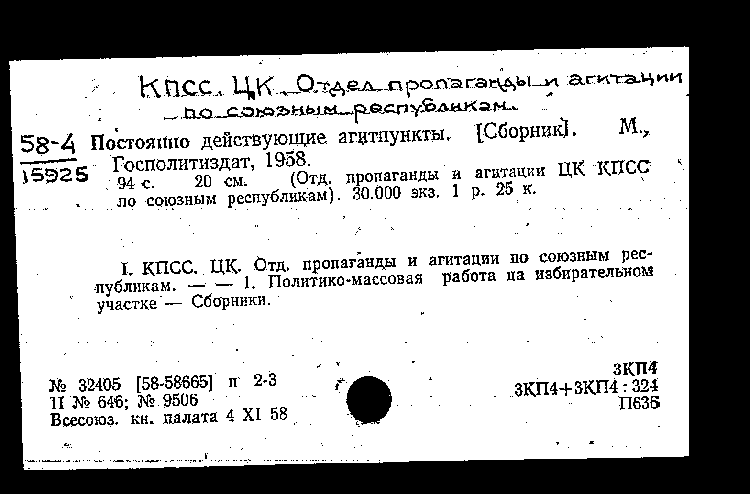 КПСС. ЦК. Отдел пропаганды и агитации
по союзным республикам.
58-4
15925
Постоянно действующие агитпункты. [Сборник]. М.,
Госполитиздат, 1958.
94 с. 20 см. (Отд. пропаганды и агитации ЦК КПСС
по союзным республикам). 30.000 экз. 1 р. 25 к.
I. КПСС. ЦК. Отд. пропаганды и агитации по союзным рес-
публикам. — — 1. Политико-массовая работа на избирательном
участке — Сборники.
№ 32405 [58-58665] п 2-3
II № 646; № 9506
Всесоюз. кн. палата 4 XI 58
3КП4
3КП4+3КП4:324
П635